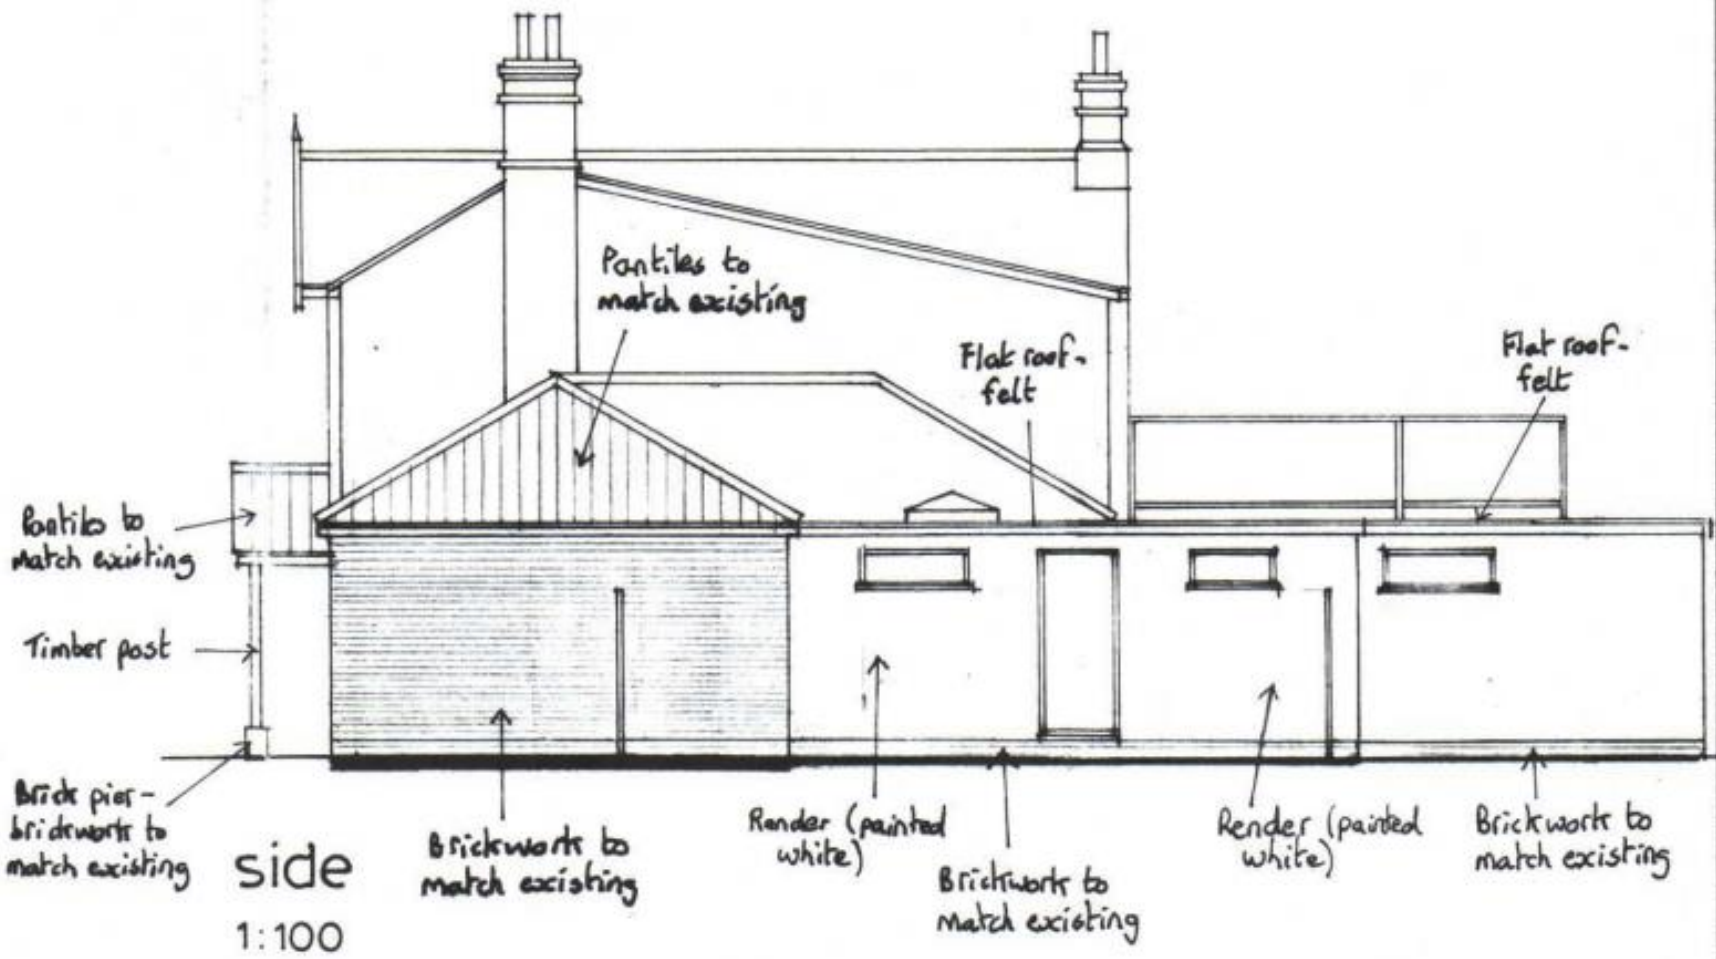 Pantiles to
match existing
Flat roof-
felt
Flat roof-
felt
Pantiles to
match existing
Timber post
Brick pier-
brickwork to
match existing
side
1:100
Brickwork to
match existing
Render (painted
white)
Brickwork to
match existing
Render (painted
white)
Brickwork to
match existing